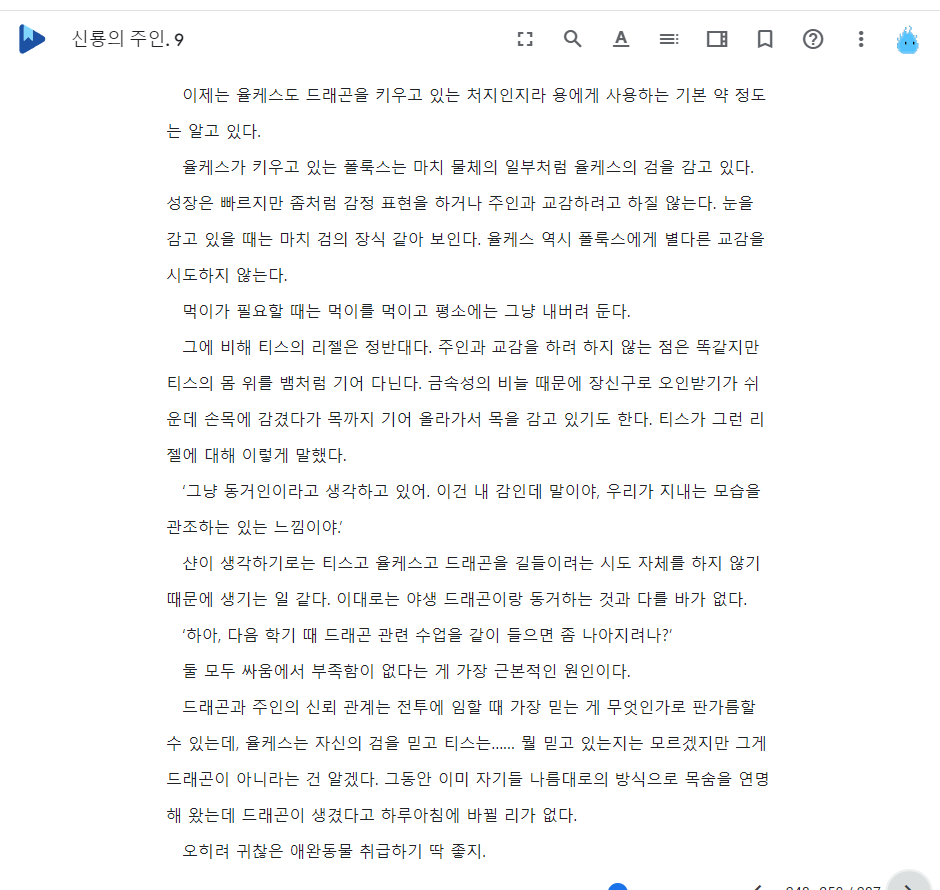 신룡의 주인. 9
이제는 율케스도 드래곤을 키우고 있는 처지인지라 용에게 사용하는 기본 약 정도
는 알고 있다.
율케스가 키우고 있는 폴룩스는 마치 물체의 일부처럼 율케스의 검을 감고 있다.
성장은 빠르지만 좀처럼 감정 표현을 하거나 주인과 교감하려고 하질 않는다. 눈을
감고 있을 때는 마치 검의 장식 같아 보인다. 율케스 역시 폴룩스에게 별다른 교감을
시도하지 않는다.
먹이가 필요할 때는 먹이를 먹이고 평소에는 그냥 내버려 둔다.
그에 비해 티스의 리젤은 정반대다. 주인과 교감을 하려 하지 않는 점은 똑같지만
티스의 몸 위를 뱀처럼 기어 다닌다. 금속성의 비늘 때문에 장신구로 오인받기가 쉬
운데 손목에 감겼다가 목까지 기어 올라가서 목을 감고 있기도 한다. 티스가 그런 리
젤에 대해 이렇게 말했다.
‘그냥 동거인이라고 생각하고 있어. 이건 내 감인데 말이야, 우리가 지내는 모습을
관조하는 있는 느낌이야.’
샨이 생각하기로는 티스고 율케스고 드래곤을 길들이려는 시도 자체를 하지 않기
때문에 생기는 일 같다. 이대로는 야생 드래곤이랑 동거하는 것과 다를 바가 없다.
‘하아, 다음 학기 때 드래곤 관련 수업을 같이 들으면 좀 나아지려나?’
둘 모두 싸움에서 부족함이 없다는 게 가장 근본적인 원인이다.
드래곤과 주인의 신뢰 관계는 전투에 임할 때 가장 믿는 게 무엇인가로 판가름할
수 있는데, 율케스는 자신의 검을 믿고 티스는…… 뭘 믿고 있는지는 모르겠지만 그게
드래곤이 아니라는 건 알겠다. 그동안 이미 자기들 나름대로의 방식으로 목숨을 연명
해 왔는데 드래곤이 생겼다고 하루아침에 바뀔 리가 없다.
오히려 귀찮은 애완동물 취급하기 딱 좋지.